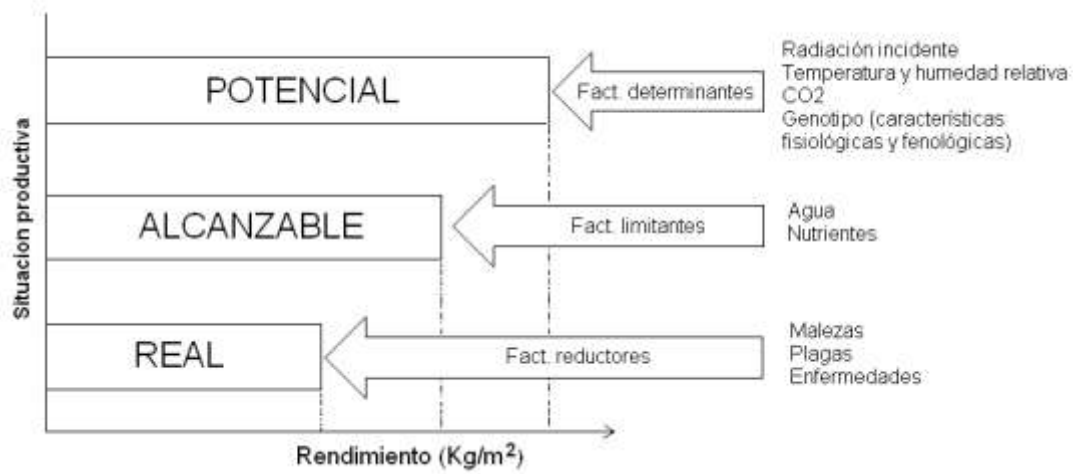 Situacion productiva
POTENCIAL
Fact. determinantes
Radiación incidente
Temperatura y humedad relativa
CO2
Genotipo (características
fisiológicas y fenológicas)
ALCANZABLE
Fact. limitantes
Agua
Nutrientes
REAL
Fact. reductores
Malezas
Plagas
Enfermedades
Rendimiento (Kg/m²)